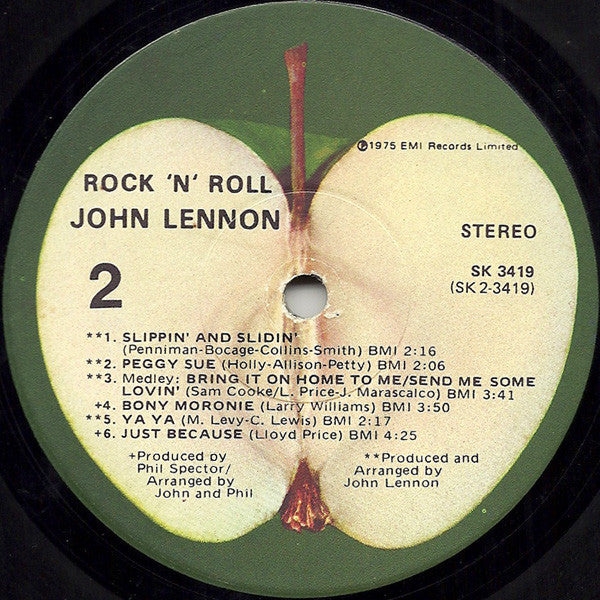 ROCK 'N' ROLL
JOHN LENNON
2
℗1975 EMI Records Limited
STEREO
SK 3419
(SK 2-3419)
**1. SLIPPIN' AND SLIDIN'
(Penniman-Bocage-Collins-Smith) BMI 2:16
**2. PEGGY SUE (Holly-Allison-Petty) BMI 2:06
**3. Medley: BRING IT ON HOME TO ME/SEND ME SOME
LOVIN' (Sam Cooke/L. Price-J. Marascalco) BMI 3:41
+4. BONY MORONIE (Larry Williams) BMI 3:50
**5. YA YA (M. Levy-C. Lewis) BMI 2:17
+6. JUST BECAUSE (Lloyd Price) BMI 4:25
+Produced by
Phil Spector/
Arranged by
John and Phil
**Produced and
Arranged by
John Lennon